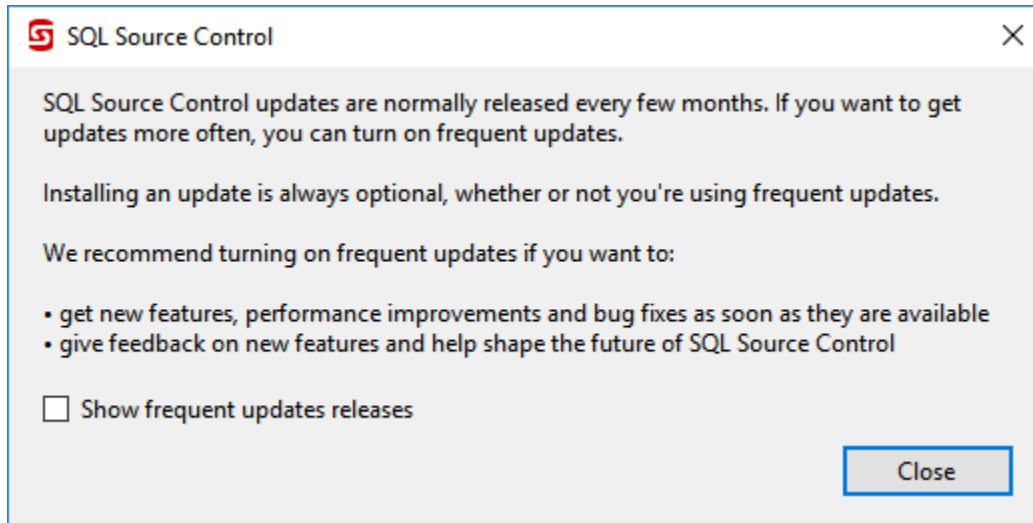 SQL Source Control
SQL Source Control updates are normally released every few months. If you want to get
updates more often, you can turn on frequent updates.
Installing an update is always optional, whether or not you're using frequent updates.
We recommend turning on frequent updates if you want to:
• get new features, performance improvements and bug fixes as soon as they are available
• give feedback on new features and help shape the future of SQL Source Control
Show frequent updates releases
Close